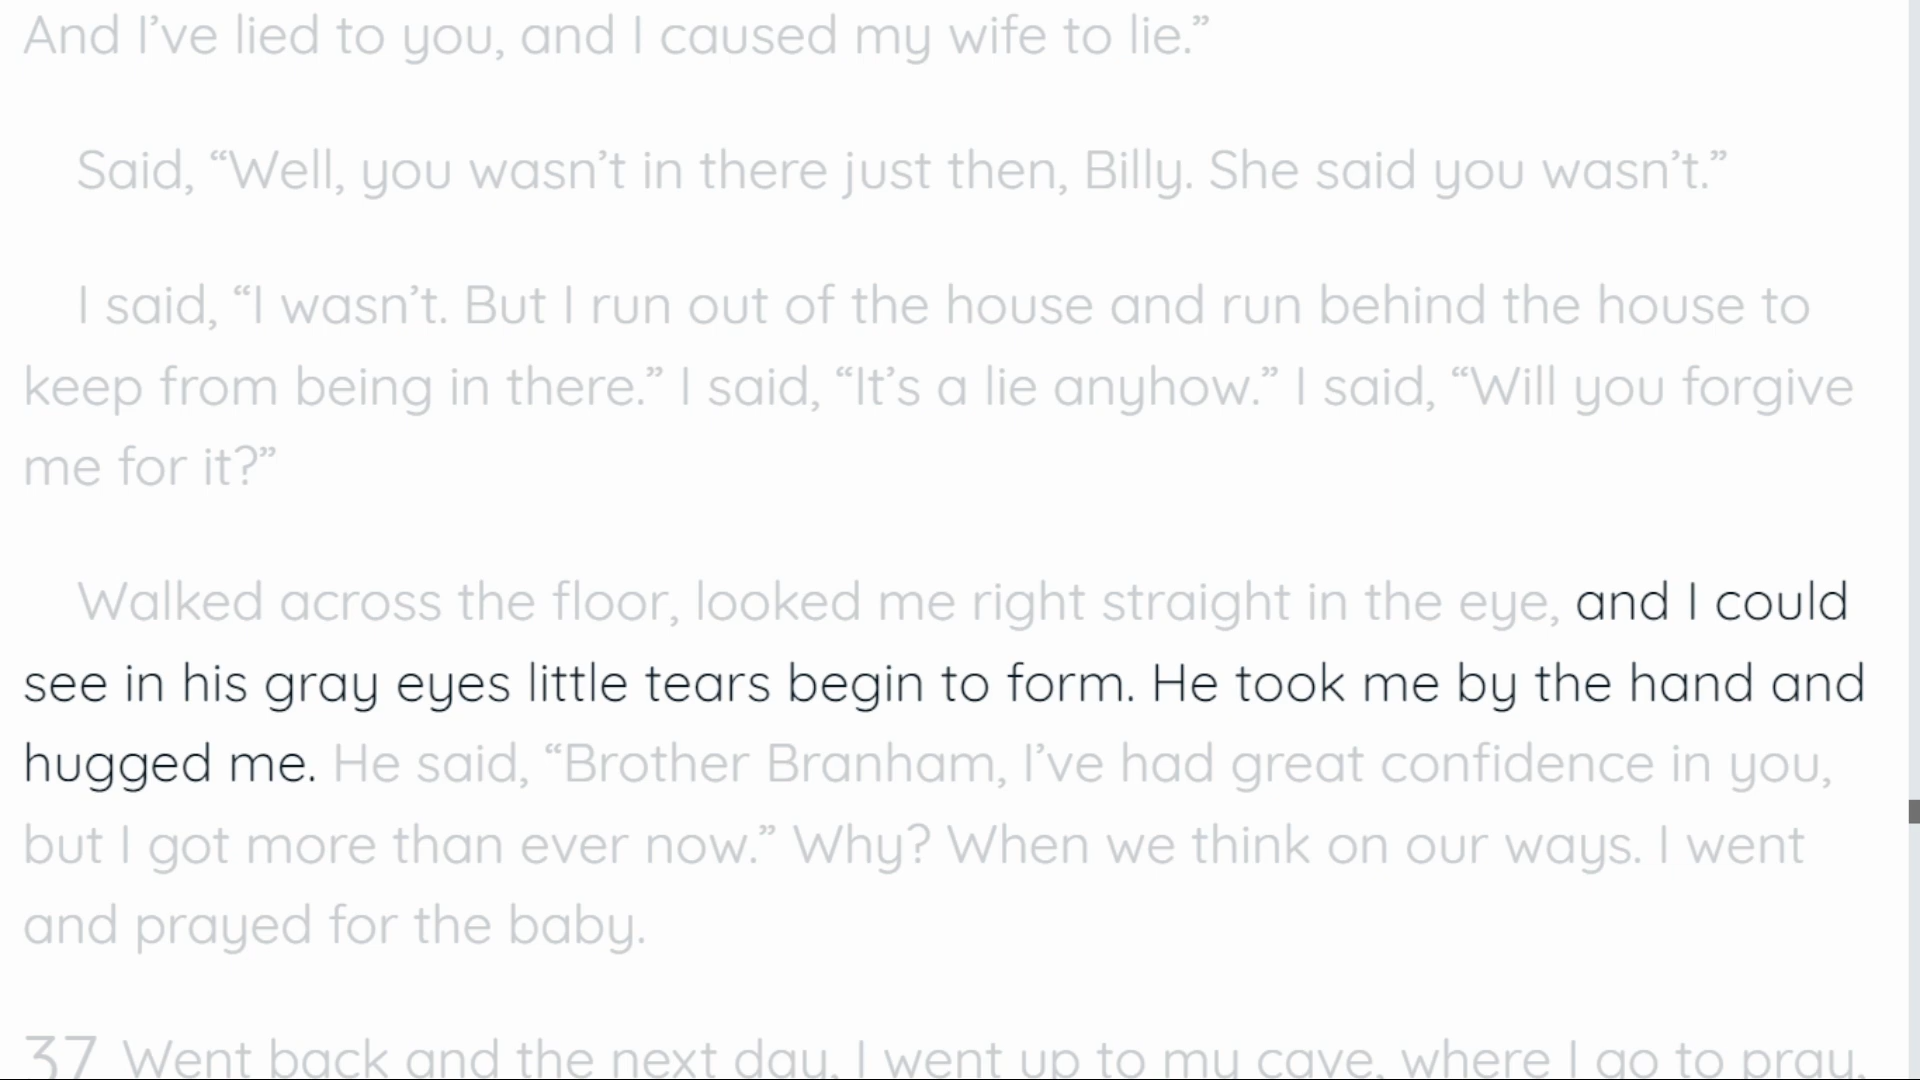 And I’ve lied to you, and I caused my wife to lie.”
Said, “Well, you wasn’t in there just then, Billy. She said you wasn’t.”
I said, “I wasn’t. But I run out of the house and run behind the house to
keep from being in there.” I said, “It’s a lie anyhow.” I said, “Will you forgive
me for it?”
Walked across the floor, looked me right straight in the eye, and I could
see in his gray eyes little tears begin to form. He took me by the hand and
hugged me. He said, “Brother Branham, I’ve had great confidence in you,
but I got more than ever now.” Why? When we think on our ways. I went
and prayed for the baby.
37 Went back and the next day, I went up to my cave, where I go to pray,